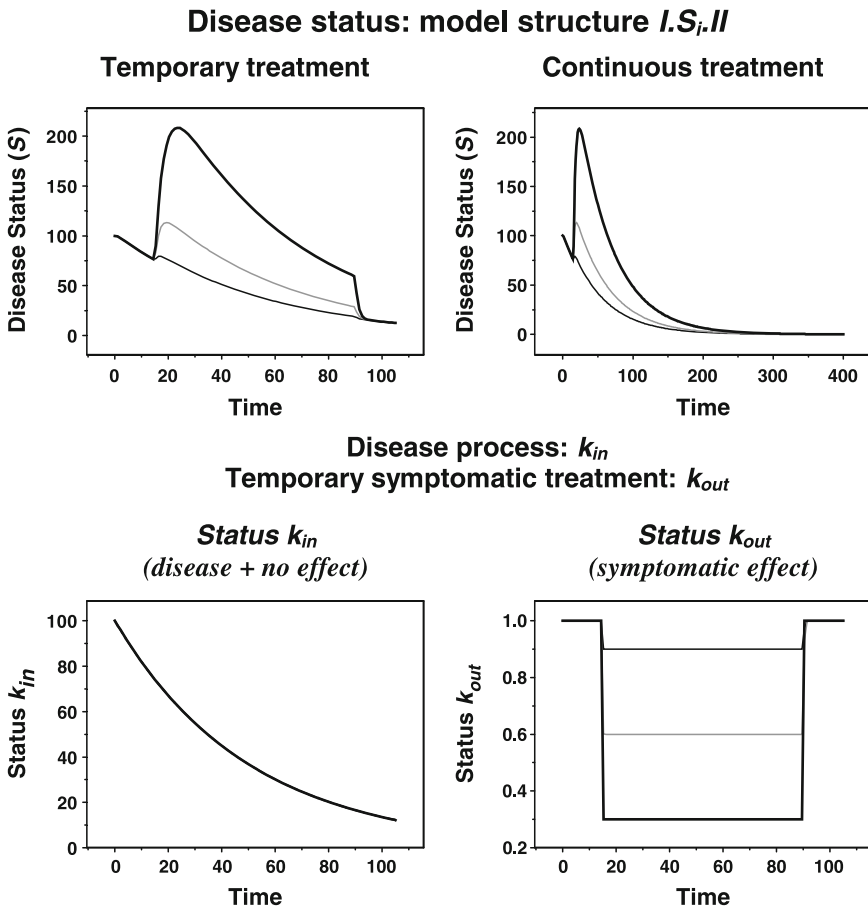 Disease status: model structure I.Si.II
Temporary treatment
Continuous treatment
Disease Status (S)
200
150
100
50
0
0 20 40 60 80 100
Time
Disease Status (S)
200
150
100
50
0
0 100 200 300 400
Time
Disease process: kin
Temporary symptomatic treatment: kout
Status kin
(disease + no effect)
Status kout
(symptomatic effect)
Status kin
100
80
60
40
20
0
0 20 40 60 80 100
Time
Status kout
1.0
0.8
0.6
0.4
0.2
0 20 40 60 80 100
Time